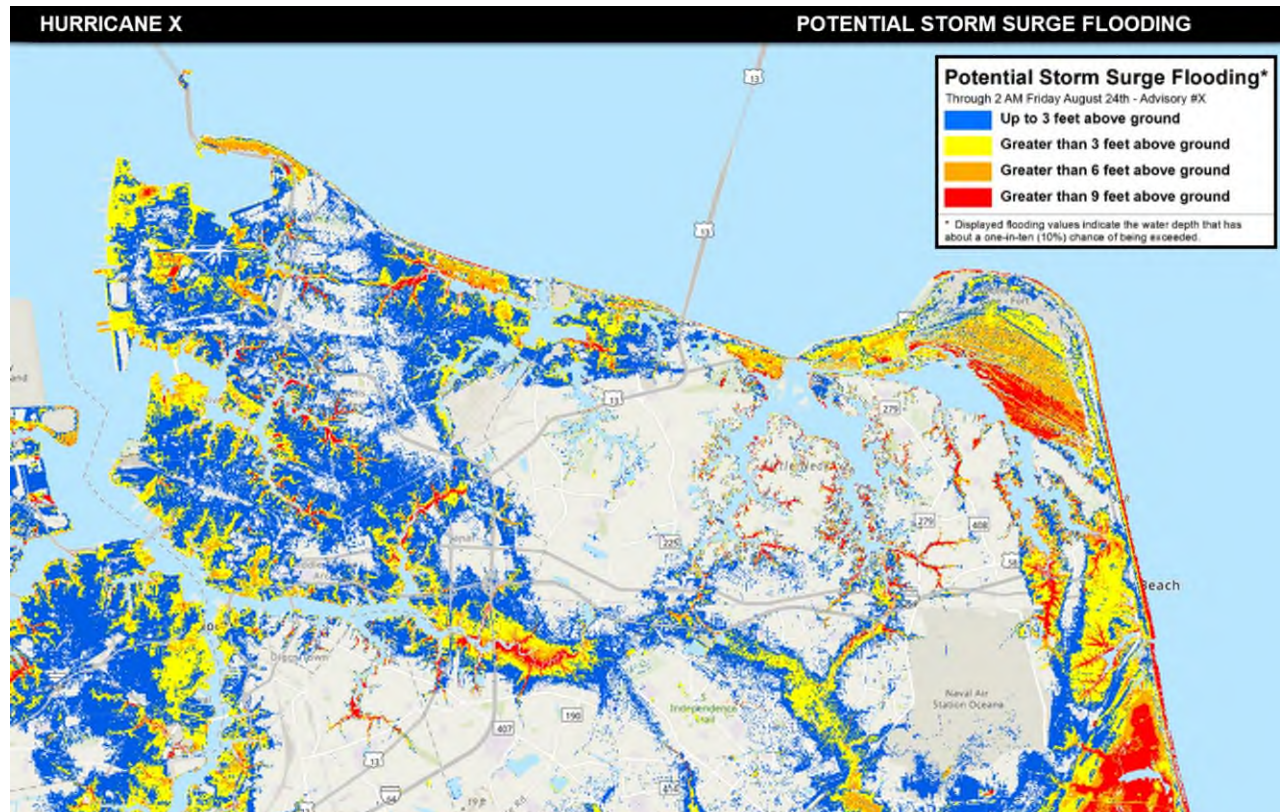 HURRICANE X
POTENTIAL STORM SURGE FLOODING
Potential Storm Surge Flooding*
Through 2 AM Friday August 24th - Advisory #X
Up to 3 feet above ground
Greater than 3 feet above ground
Greater than 6 feet above ground
Greater than 9 feet above ground
* Displayed flooding values indicate the water depth that has
about a one-in-ten (10%) chance of being exceeded.
13
13
13
279
225
279
408
58
Beach
Naval Air
Station Oceana
Independence
190
407
13
64